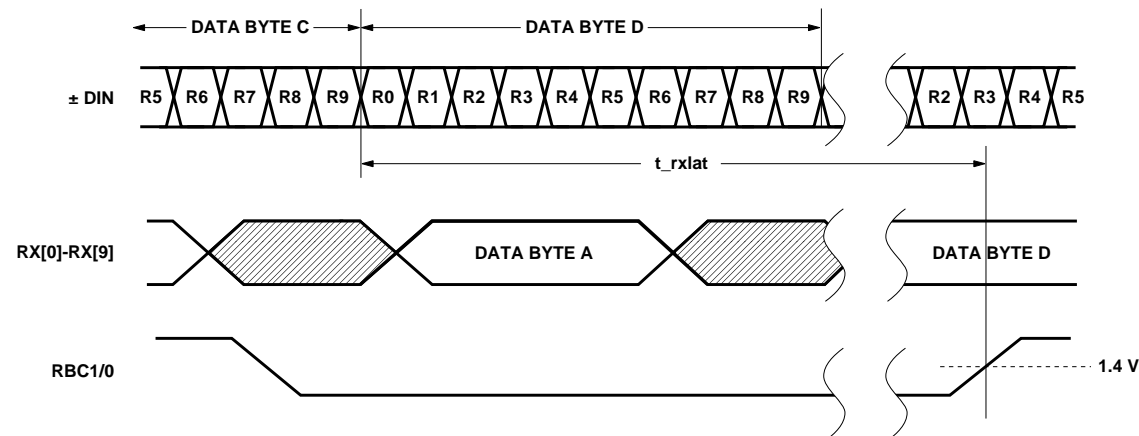 DATA BYTE C DATA BYTE D
± DIN R5 R6 R7 R8 R9 R0 R1 R2 R3 R4 R5 R6 R7 R8 R9 R2 R3 R4 R5
t_rxlat
RX[0]-RX[9] DATA BYTE A DATA BYTE D
RBC1/0 1.4 V